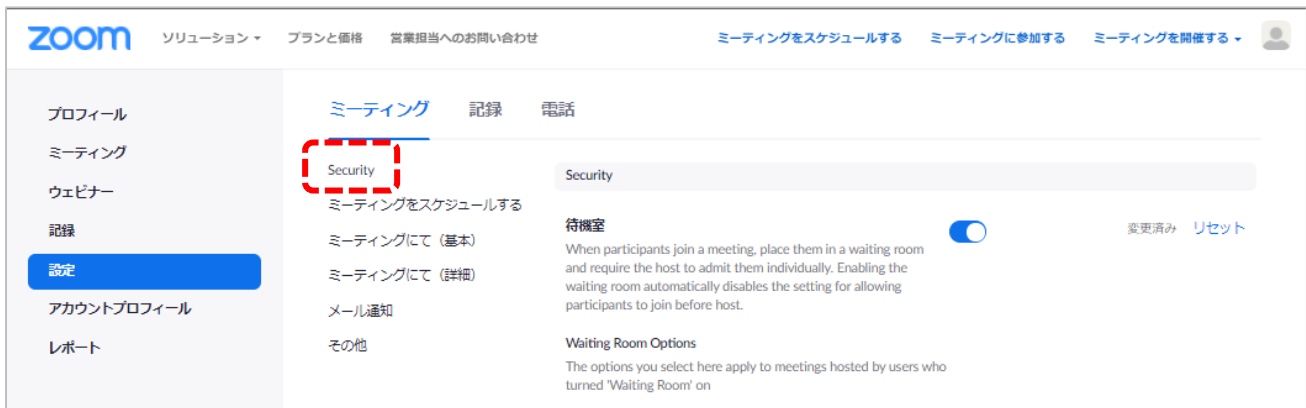 zoom ソリューション プランと価格 営業担当へのお問い合わせ ミーティングをスケジュールする ミーティングに参加する ミーティングを開催する
プロフィール
ミーティング
ウェビナー
記録
設定
アカウントプロフィール
レポート
ミーティング 記録 電話
Security
ミーティングをスケジュールする
ミーティングにて（基本）
ミーティングにて（詳細）
メール通知
その他
Security
待機室 変更済み リセット
When participants join a meeting, place them in a waiting room
and require the host to admit them individually. Enabling the
waiting room automatically disables the setting for allowing
participants to join before host.
Waiting Room Options
The options you select here apply to meetings hosted by users who
turned 'Waiting Room' on